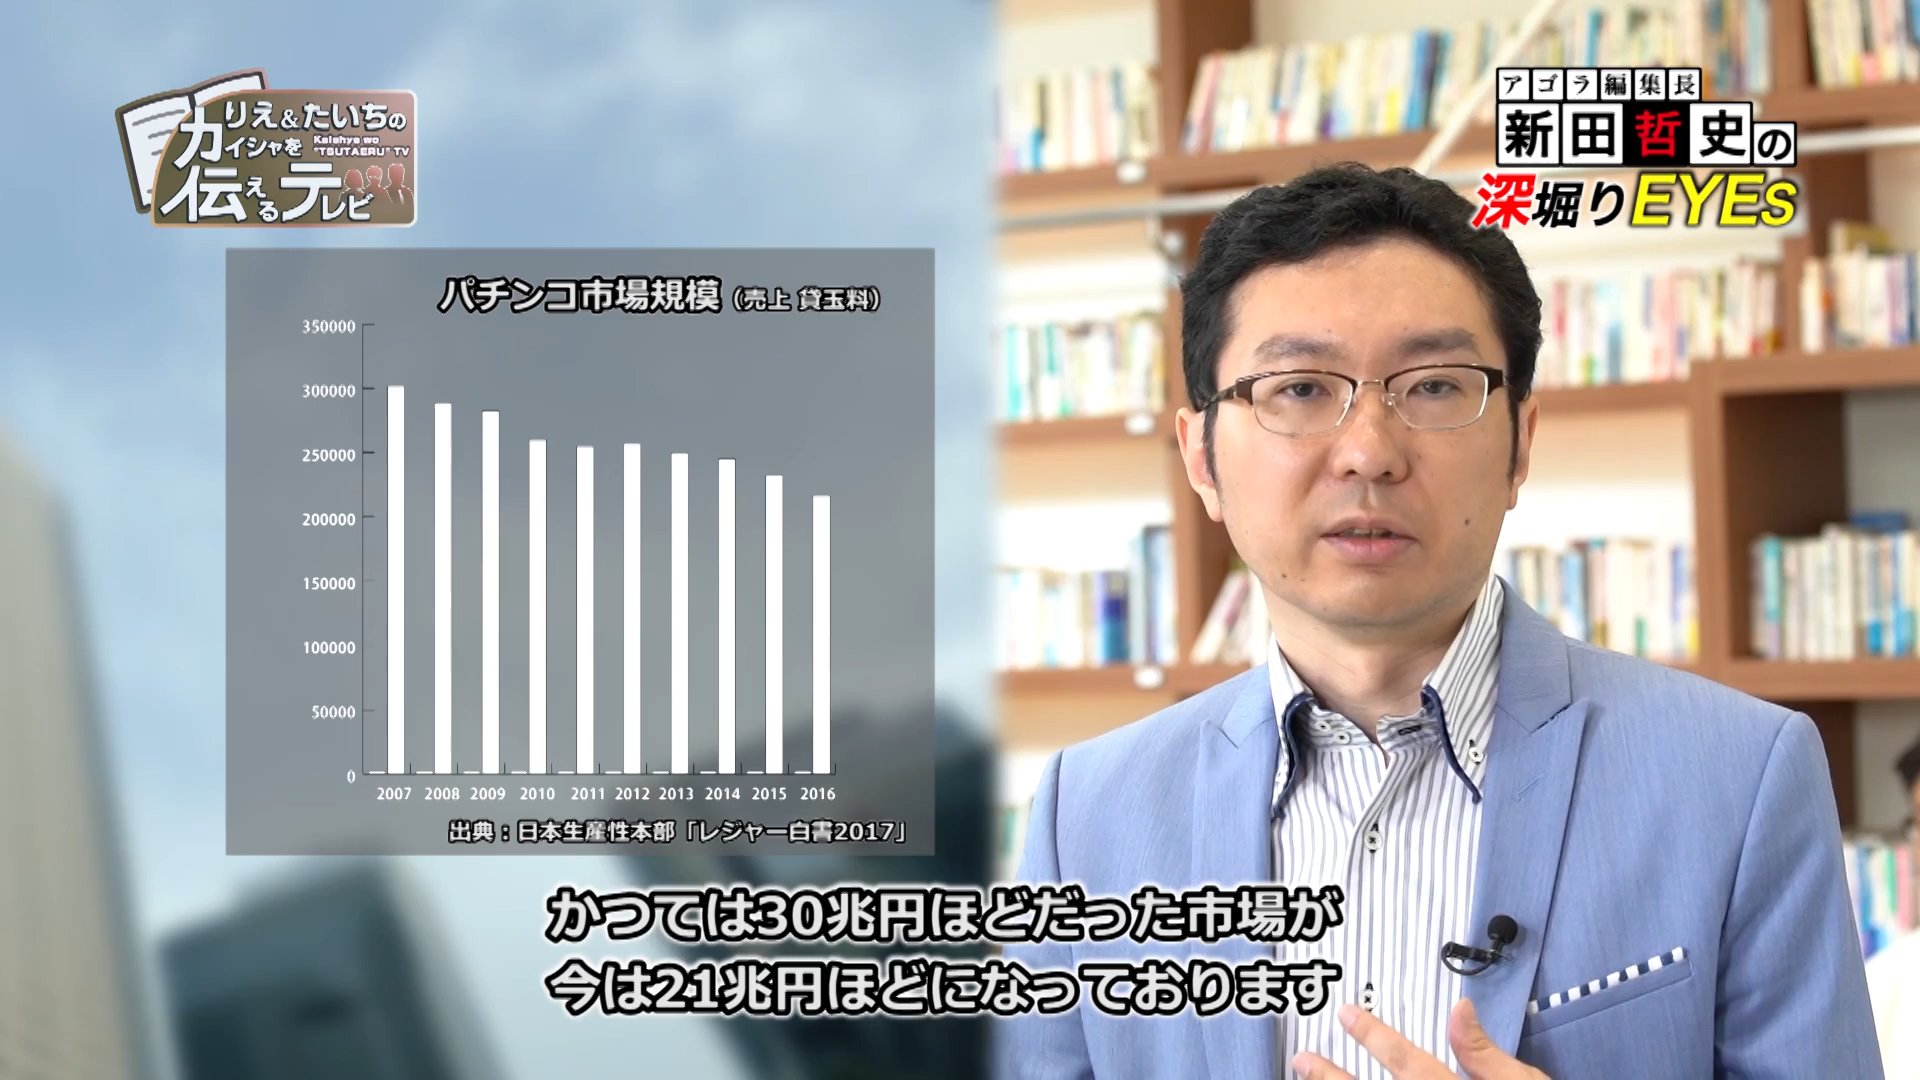 りえ&たいちの
カイシャを
Kaishya wo
"TSUTAERU" TV
伝えるテレビ
アゴラ編集長
新田哲史の
深堀りEYEs
パチンコ市場規模(売上 貸玉料)
350000
300000
250000
200000
150000
100000
50000
0
2007 2008 2009 2010 2011 2012 2013 2014 2015 2016
出典:日本生産性本部「レジャー白書2017」
かつては30兆円ほどだった市場が
今は21兆円ほどになっております